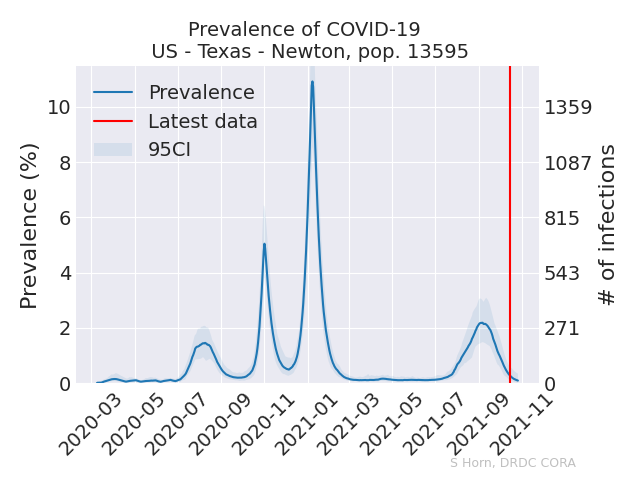 Prevalence of COVID-19
US - Texas - Newton, pop. 13595
Prevalence
Latest data
95CI
Prevalence (%)
10
8
6
4
2
0
# of infections
1359
1087
815
543
271
0
2020-03
2020-05
2020-07
2020-09
2020-11
2021-01
2021-03
2021-05
2021-07
2021-09
2021-11
S Horn, DRDC CORA